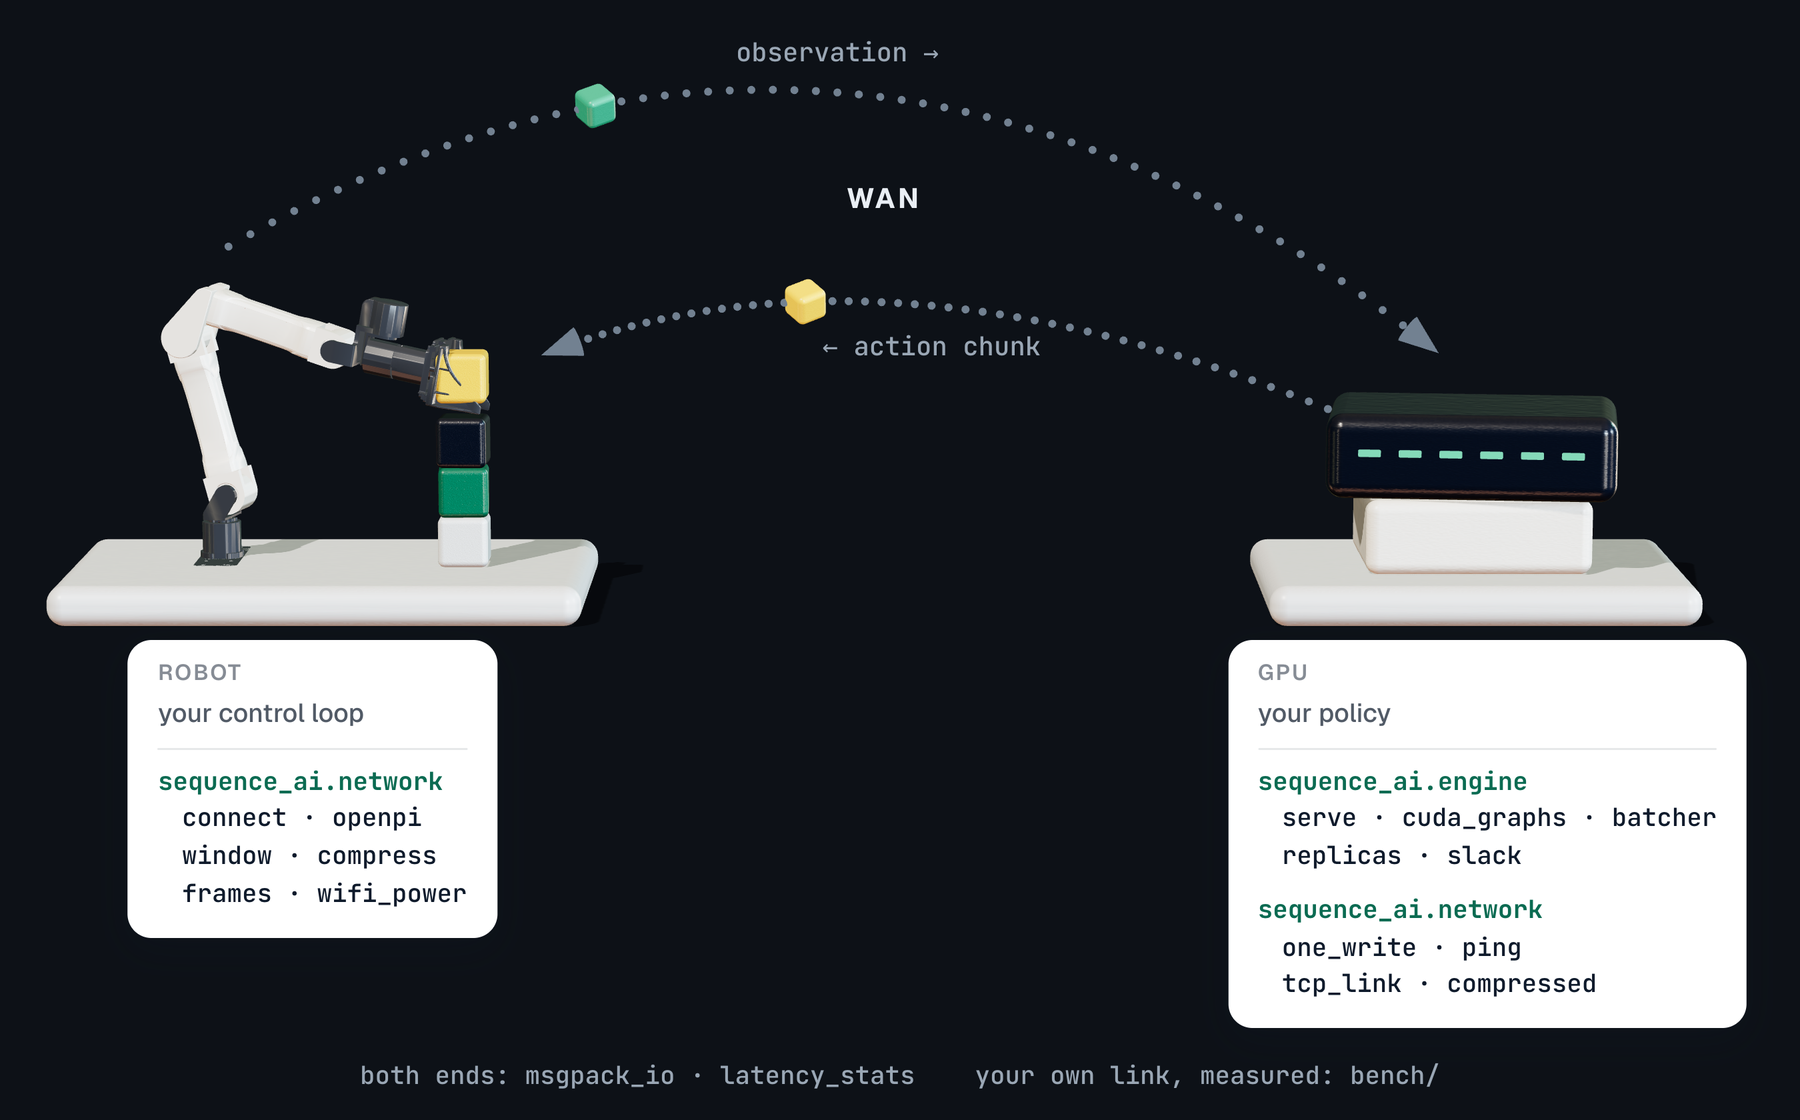 observation →
WAN
← action chunk
ROBOT
your control loop
sequence_ai.network
connect · openpi
window · compress
frames · wifi_power
GPU
your policy
sequence_ai.engine
serve · cuda_graphs · batcher
replicas · slack
sequence_ai.network
one_write · ping
tcp_link · compressed
both ends: msgpack_io · latency_stats your own link, measured: bench/